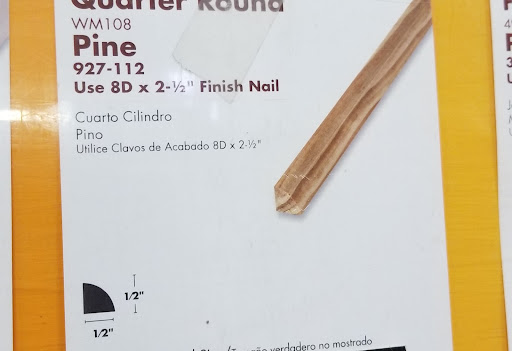 Quarter Round
WM108
Pine
927-112
Use 8D x 2-½" Finish Nail
Cuarto Cilindro
Pino
Utilice Clavos de Acabado 8D x 2-½"
1/2"
1/2"
verdadero no mostrado